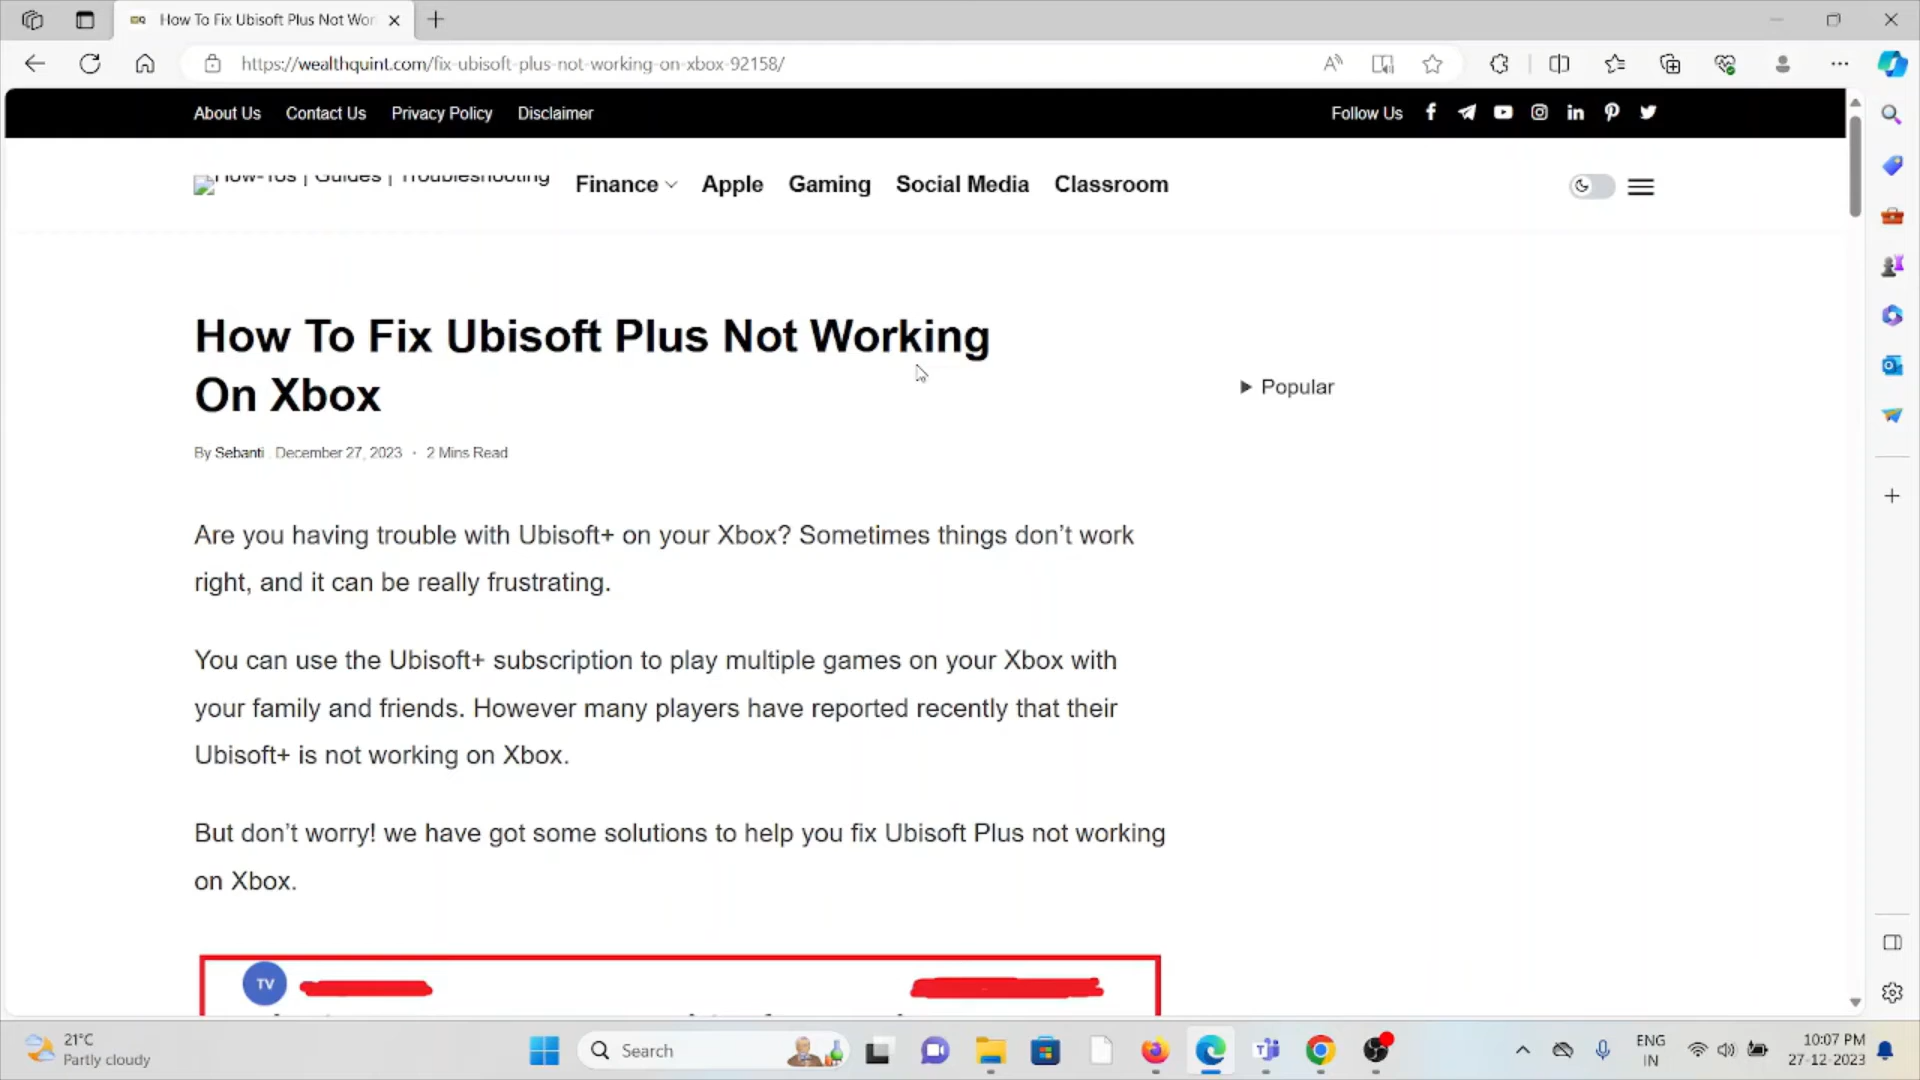 How To Fix Ubisoft Plus Not Wor
https://wealthquint.com/fix-ubisoft-plus-not-working-on-xbox-92158/
About Us Contact Us Privacy Policy Disclaimer Follow Us
How-Tos | Guides | Troubleshooting Finance Apple Gaming Social Media Classroom
How To Fix Ubisoft Plus Not Working
On Xbox
Popular
By Sebanti December 27, 2023 • 2 Mins Read
Are you having trouble with Ubisoft+ on your Xbox? Sometimes things don’t work
right, and it can be really frustrating.
You can use the Ubisoft+ subscription to play multiple games on your Xbox with
your family and friends. However many players have reported recently that their
Ubisoft+ is not working on Xbox.
But don’t worry! we have got some solutions to help you fix Ubisoft Plus not working
on Xbox.
TV
21°C
Partly cloudy
Search
ENG
IN
10:07 PM
27-12-2023